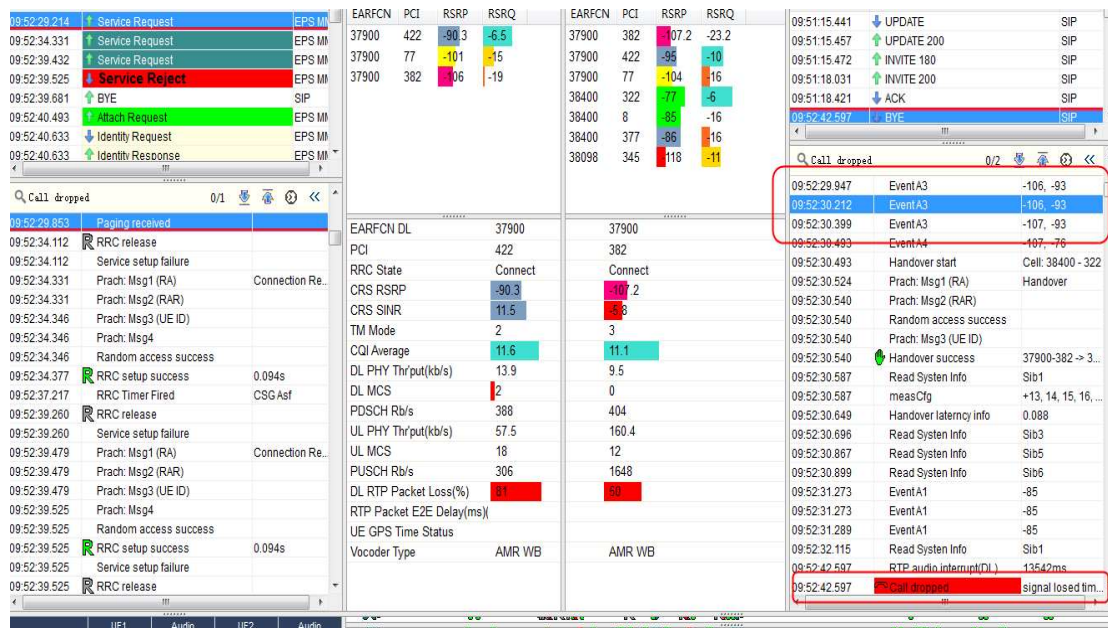 09:52:29.214 Service Request EPS MM
09:52:34.331 Service Request EPS MM
09:52:39.432 Service Request EPS MM
09:52:39.525 Service Reject EPS MM
09:52:39.681 BYE SIP
09:52:40.493 Attach Request EPS MM
09:52:40.633 Identity Request EPS MM
09:52:40.633 Identity Response EPS MM
Call dropped 0/1
09:52:29.853 Paging received
09:52:34.112 RRC release
09:52:34.112 Service setup failure
09:52:34.331 Prach: Msg1 (RA) Connection Re..
09:52:34.331 Prach: Msg2 (RAR)
09:52:34.346 Prach: Msg3 (UE ID)
09:52:34.346 Prach: Msg4
09:52:34.346 Random access success
09:52:34.377 RRC setup success 0.094s
09:52:37.217 RRC Timer Fired CSG Asf
09:52:39.260 RRC release
09:52:39.260 Service setup failure
09:52:39.479 Prach: Msg1 (RA) Connection Re..
09:52:39.479 Prach: Msg2 (RAR)
09:52:39.479 Prach: Msg3 (UE ID)
09:52:39.525 Prach: Msg4
09:52:39.525 Random access success
09:52:39.525 RRC setup success 0.094s
09:52:39.525 Service setup failure
09:52:39.525 RRC release
UE1 Audio UE2 Audio
EARFCN PCI RSRP RSRQ
37900 422 -90.3 -6.5
37900 77 -101 -15
37900 382 -106 -19
EARFCN PCI RSRP RSRQ
37900 382 -107.2 -23.2
37900 422 -95 -10
37900 77 -104 -16
38400 322 -77 -6
38400 8 -85 -16
38400 377 -86 -16
38098 345 -118 -11
EARFCN DL 37900 37900
PCI 422 382
RRC State Connect Connect
CRS RSRP -90.3 -107.2
CRS SINR 11.5 -5.8
TM Mode 2 3
CQI Average 11.6 11.1
DL PHY Thr'put(kb/s) 13.9 9.5
DL MCS 2 0
PDSCH Rb/s 388 404
UL PHY Thr'put(kb/s) 57.5 160.4
UL MCS 18 12
PUSCH Rb/s 306 1648
DL RTP Packet Loss(%) 81 50
RTP Packet E2E Delay(ms)(
UE GPS Time Status
Vocoder Type AMR WB AMR WB
09:51:15.441 UPDATE SIP
09:51:15.457 UPDATE 200 SIP
09:51:15.472 INVITE 180 SIP
09:51:18.031 INVITE 200 SIP
09:51:18.421 ACK SIP
09:52:42.597 BYE SIP
Call dropped 0/2
09:52:29.947 Event A3 -106, -93
09:52:30.212 Event A3 -106, -93
09:52:30.399 Event A3 -107, -93
09:52:30.493 Event A4 -107, -76
09:52:30.493 Handover start Cell: 38400 - 322
09:52:30.524 Prach: Msg1 (RA) Handover
09:52:30.540 Prach: Msg2 (RAR)
09:52:30.540 Random access success
09:52:30.540 Prach: Msg3 (UE ID)
09:52:30.540 Handover success 37900-382 -> 3...
09:52:30.587 Read Systen Info Sib1
09:52:30.587 measCfg +13, 14, 15, 16, ...
09:52:30.649 Handover laterncy info 0.088
09:52:30.696 Read Systen Info Sib3
09:52:30.867 Read Systen Info Sib5
09:52:30.899 Read Systen Info Sib6
09:52:31.273 Event A1 -85
09:52:31.273 Event A1 -85
09:52:31.289 Event A1 -85
09:52:32.115 Read Systen Info Sib1
09:52:42.597 RTP audio interrupt(DL) 13542ms
09:52:42.597 Call dropped signal losed tim...